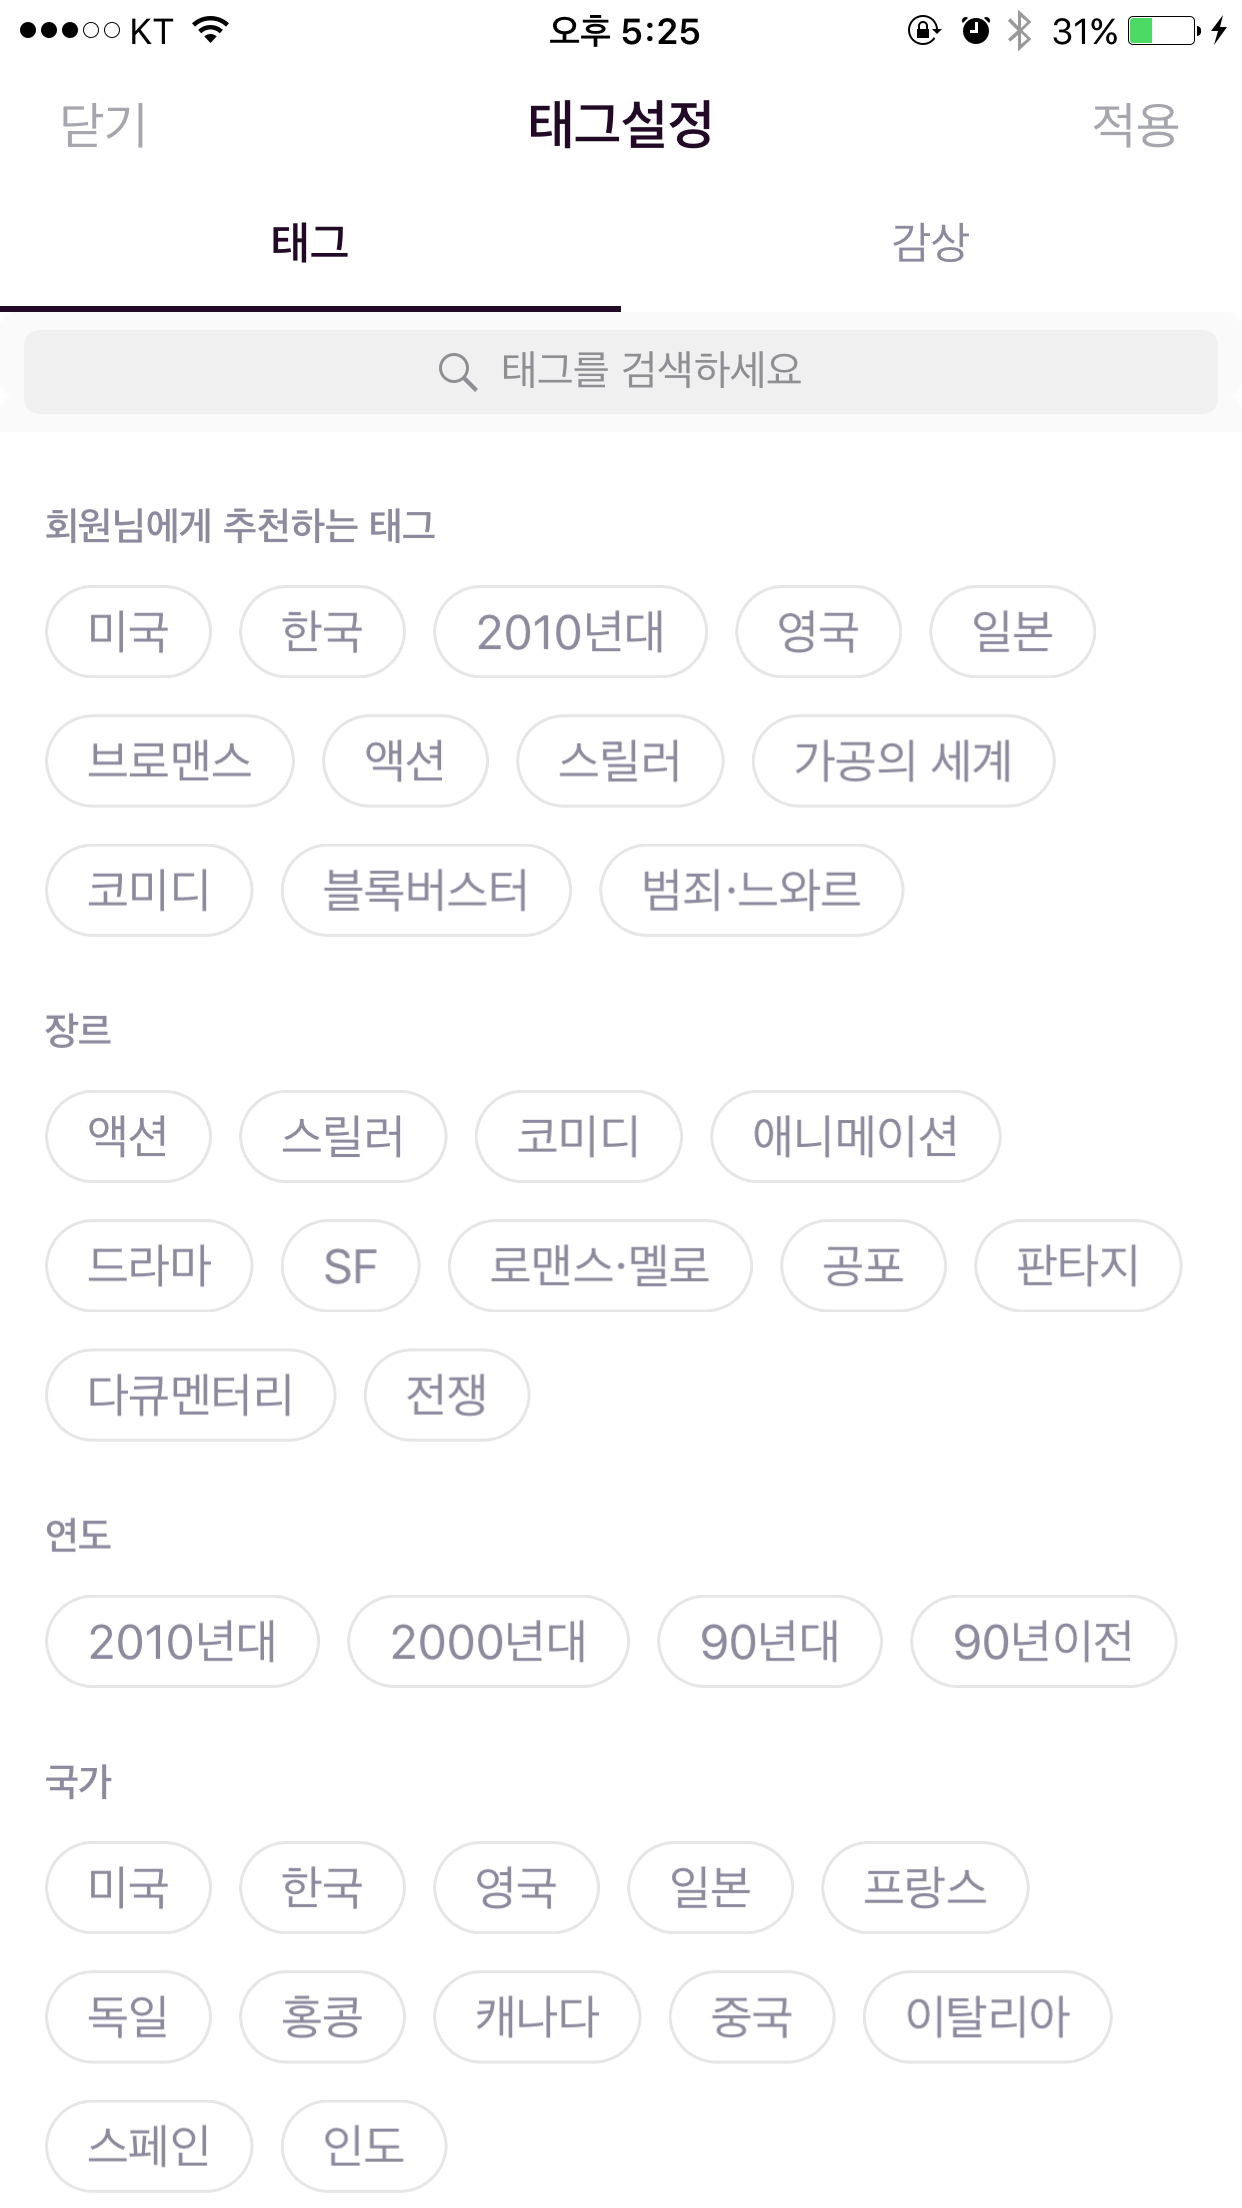 KT 오후 5:25 31%
닫기 태그설정 적용
태그 감상
태그를 검색하세요
회원님에게 추천하는 태그
미국 한국 2010년대 영국 일본
브로맨스 액션 스릴러 가공의 세계
코미디 블록버스터 범죄·느와르
장르
액션 스릴러 코미디 애니메이션
드라마 SF 로맨스·멜로 공포 판타지
다큐멘터리 전쟁
연도
2010년대 2000년대 90년대 90년이전
국가
미국 한국 영국 일본 프랑스
독일 홍콩 캐나다 중국 이탈리아
스페인 인도